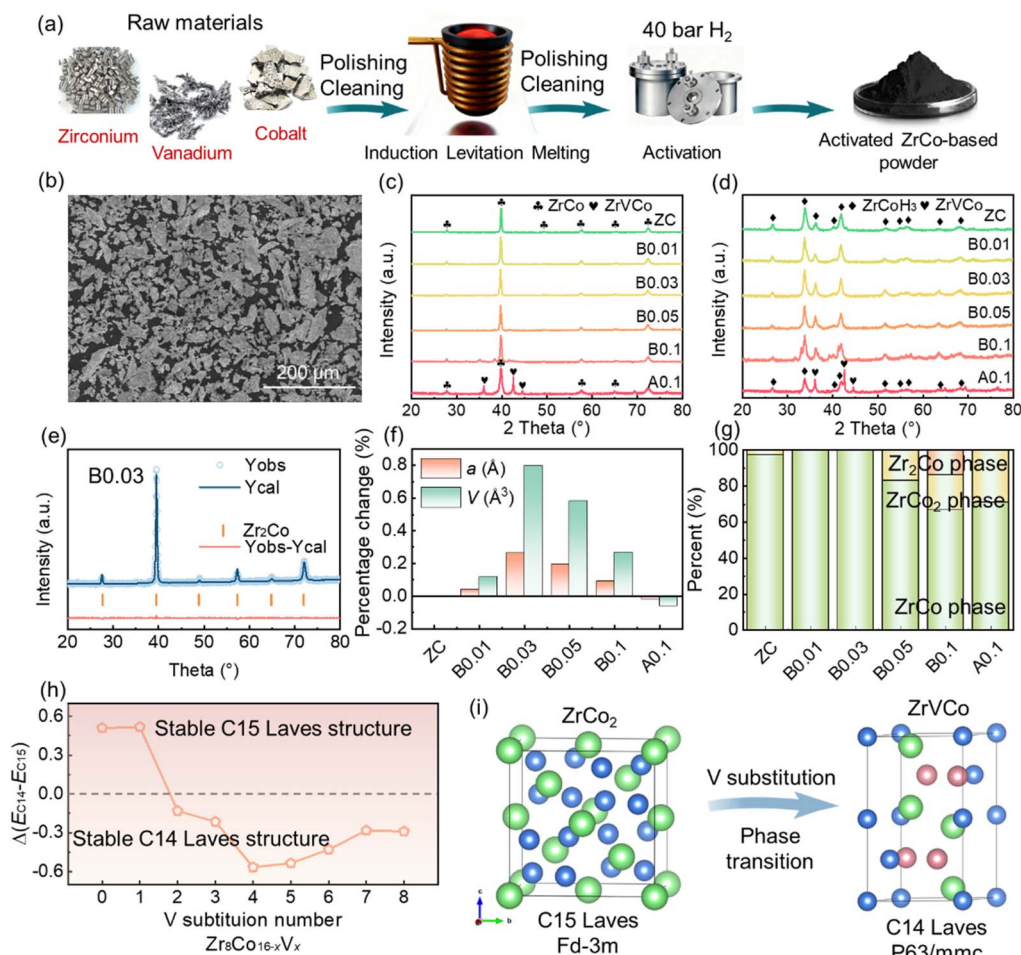 (a)
Raw materials
Zirconium
Vanadium
Cobalt
Polishing
Cleaning
Induction Levitation Melting
Polishing
Cleaning
40 bar H2
Activation
Activated ZrCo-based
powder
(b)
200 μm
(c)
♣ ZrCo ♥ ZrVCo
ZC
B0.01
B0.03
B0.05
B0.1
A0.1
Intensity (a.u.)
20 30 40 50 60 70 80
2 Theta (°)
(d)
♦ ZrCoH3 ♥ ZrVCo
ZC
B0.01
B0.03
B0.05
B0.1
A0.1
Intensity (a.u.)
20 30 40 50 60 70 80
2 Theta (°)
(e)
B0.03
Yobs
Ycal
Zr2Co
Yobs-Ycal
Intensity (a.u.)
20 30 40 50 60 70 80
Theta (°)
(f)
a (Å)
V (Å3)
Percentage change (%)
0.8
0.6
0.4
0.2
0.0
-0.2
ZC B0.01 B0.03 B0.05 B0.1 A0.1
(g)
Percent (%)
100
80
60
40
20
0
Zr2Co phase
ZrCo2 phase
ZrCo phase
ZC B0.01 B0.03 B0.05 B0.1 A0.1
(h)
Δ(EC14-EC15)
0.6
0.3
0.0
-0.3
-0.6
Stable C15 Laves structure
Stable C14 Laves structure
0 1 2 3 4 5 6 7 8
V subtituion number
Zr8Co16-xVx
(i)
ZrCo2
c
b
C15 Laves
Fd-3m
V substitution
Phase
transition
ZrVCo
C14 Laves
P63/mmc